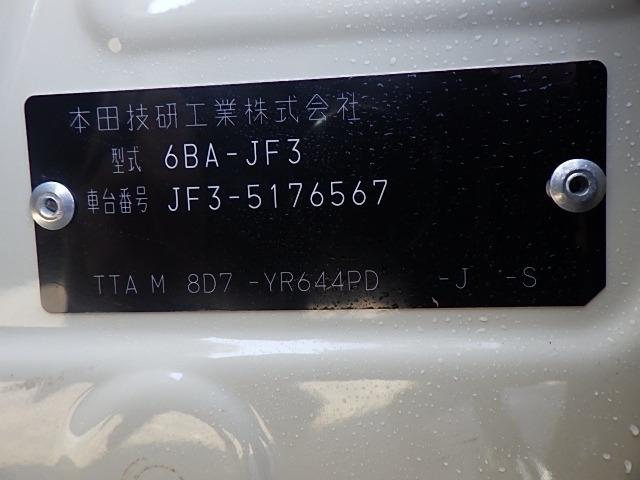 本田技研工業株式会社
型式 6BA-JF3
車台番号 JF3-5176567
TTA M 8D7 -YR644PD -J -S